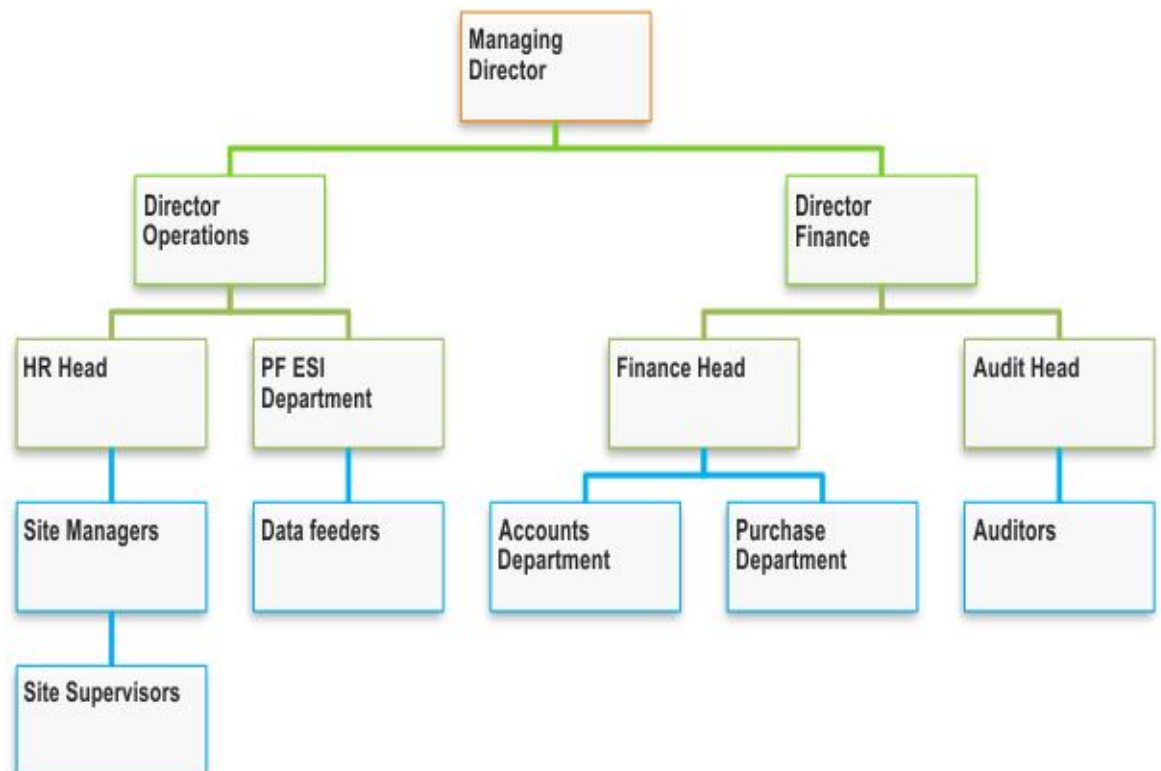 Managing
Director
Director
Operations
Director
Finance
HR Head
PF ESI
Department
Finance Head
Audit Head
Site Managers
Data feeders
Accounts
Department
Purchase
Department
Auditors
Site Supervisors